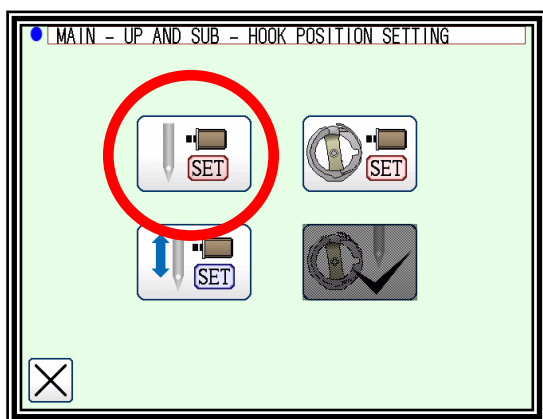 MAIN – UP AND SUB – HOOK POSITION SETTING
SET
SET
SET